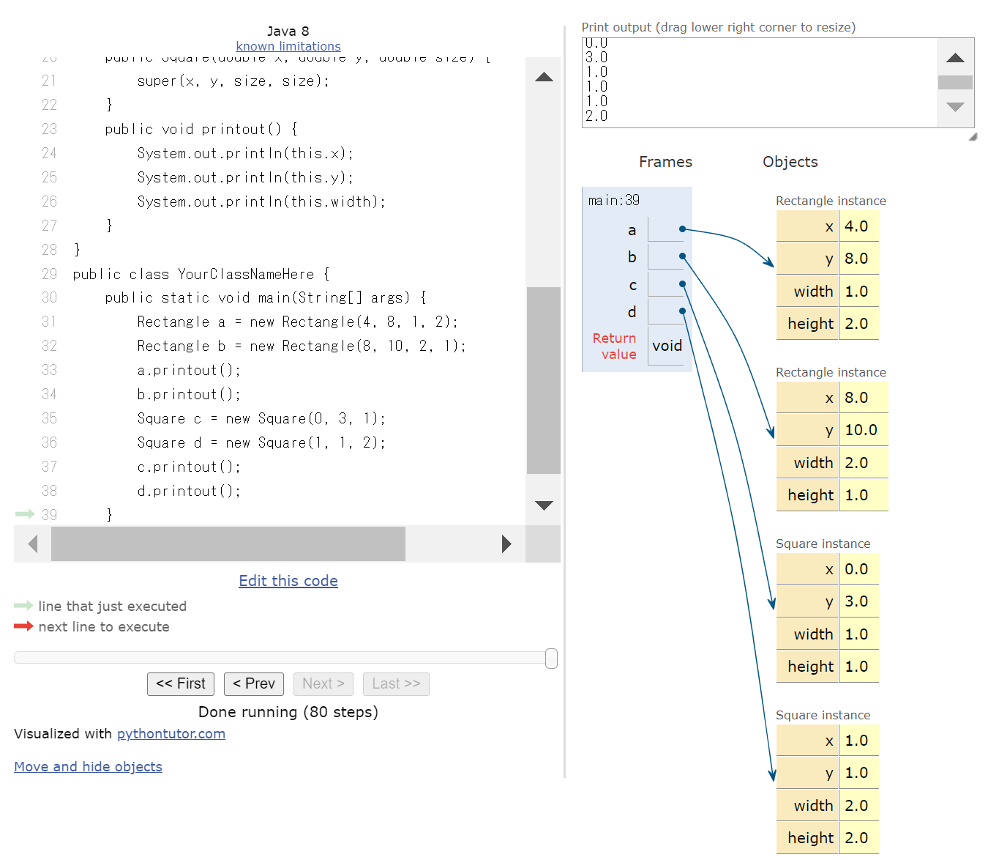 Java 8
known limitations
20 public Square(double x, double y, double size) {
21 super(x, y, size, size);
22 }
23 public void printout() {
24 System.out.println(this.x);
25 System.out.println(this.y);
26 System.out.println(this.width);
27 }
28 }
29 public class YourClassNameHere {
30 public static void main(String[] args) {
31 Rectangle a = new Rectangle(4, 8, 1, 2);
32 Rectangle b = new Rectangle(8, 10, 2, 1);
33 a.printout();
34 b.printout();
35 Square c = new Square(0, 3, 1);
36 Square d = new Square(1, 1, 2);
37 c.printout();
38 d.printout();
39 }
Edit this code
line that just executed
next line to execute
<< First < Prev Next > Last >>
Done running (80 steps)
Visualized with pythontutor.com
Move and hide objects
Print output (drag lower right corner to resize)
0.0
3.0
1.0
1.0
1.0
2.0
Frames Objects
main:39
a
b
c
d
Return
value void
Rectangle instance
x 4.0
y 8.0
width 1.0
height 2.0
Rectangle instance
x 8.0
y 10.0
width 2.0
height 1.0
Square instance
x 0.0
y 3.0
width 1.0
height 1.0
Square instance
x 1.0
y 1.0
width 2.0
height 2.0